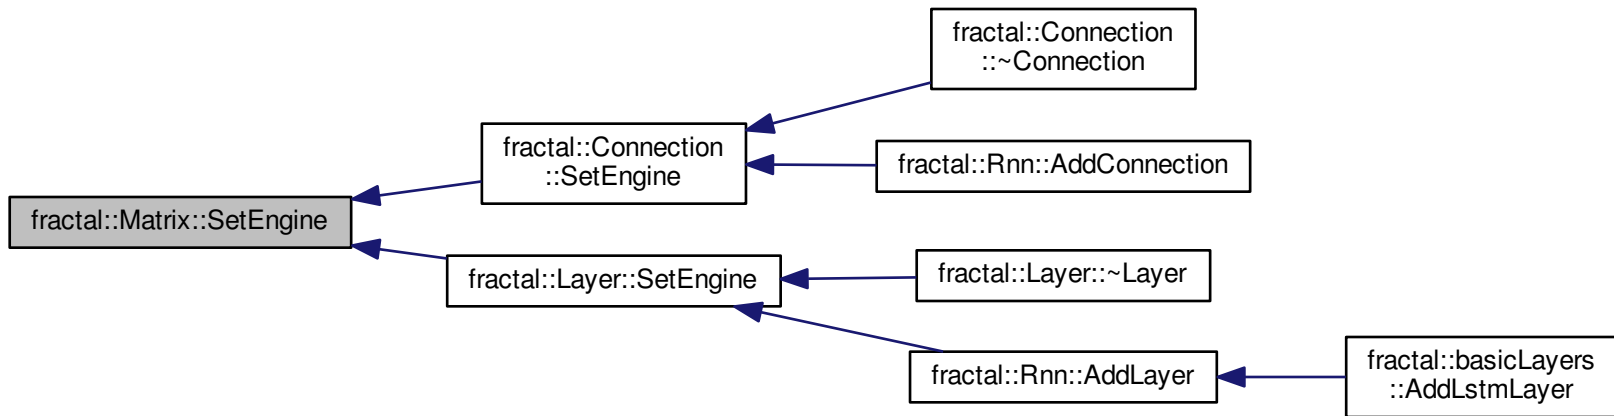 fractal::Connection
::~Connection
fractal::Connection
::SetEngine
fractal::Rnn::AddConnection
fractal::Matrix::SetEngine
fractal::Layer::SetEngine
fractal::Layer::~Layer
fractal::Rnn::AddLayer
fractal::basicLayers
::AddLstmLayer